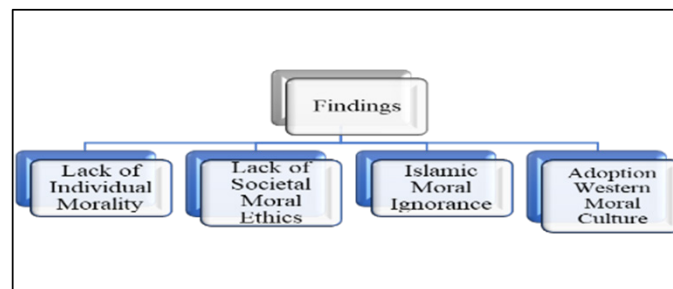 Findings
Lack of
Individual
Morality
Lack of
Societal
Moral
Ethics
Islamic
Moral
Ignorance
Adoption
Western
Moral
Culture